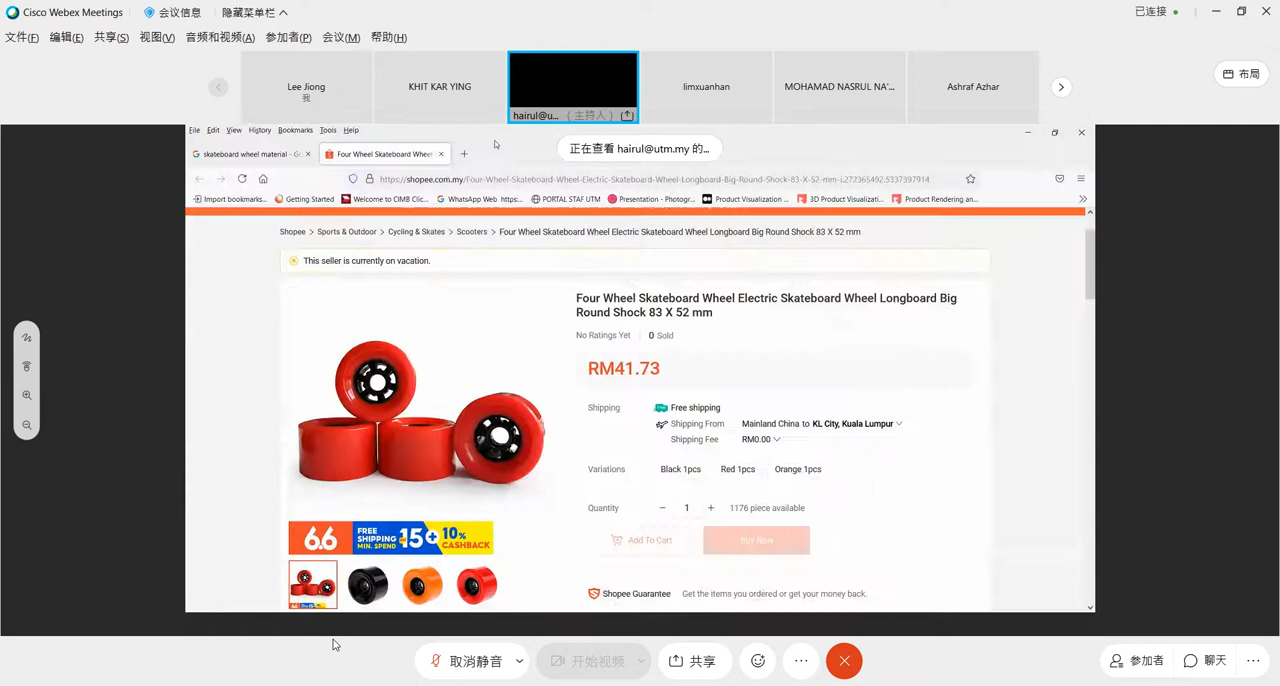 Cisco Webex Meetings 会议信息 隐藏菜单栏 已连接
文件(F) 编辑(E) 共享(S) 视图(V) 音频和视频(A) 参加者(P) 会议(M) 帮助(H)
Lee Jiong
我
KHIT KAR YING
hairul@u... (主持人)
limxuanhan
MOHAMAD NASRUL NA'...
Ashraf Azhar
布局
File Edit View History Bookmarks Tools Help
正在查看 hairul@utm.my 的...
skateboard wheel material - Go Four Wheel Skateboard Wheel
https://shopee.com.my/Four-Wheel-Skateboard-Wheel-Electric-Skateboard-Wheel-Longboard-Big-Round-Shock-83-X-52-mm-i.272365492.5337397914
Import bookmarks... Getting Started Welcome to CIMB Clic... WhatsApp Web https:... PORTAL STAF UTM Presentation - Photogr... Product Visualization ... 3D Product Visualizati... Product Rendering an...
Shopee > Sports & Outdoor > Cycling & Skates > Scooters > Four Wheel Skateboard Wheel Electric Skateboard Wheel Longboard Big Round Shock 83 X 52 mm
This seller is currently on vacation.
Four Wheel Skateboard Wheel Electric Skateboard Wheel Longboard Big
Round Shock 83 X 52 mm
No Ratings Yet 0 Sold
RM41.73
Shipping Free shipping
Shipping From Mainland China to KL City, Kuala Lumpur
Shipping Fee RM0.00
Variations Black 1pcs Red 1pcs Orange 1pcs
Quantity − 1 + 1176 piece available
6.6 FREE SHIPPING MIN. SPEND 15 + 10% CASHBACK
Add To Cart Buy Now
Shopee Guarantee Get the items you ordered or get your money back.
取消静音 开始视频 共享 参加者 聊天